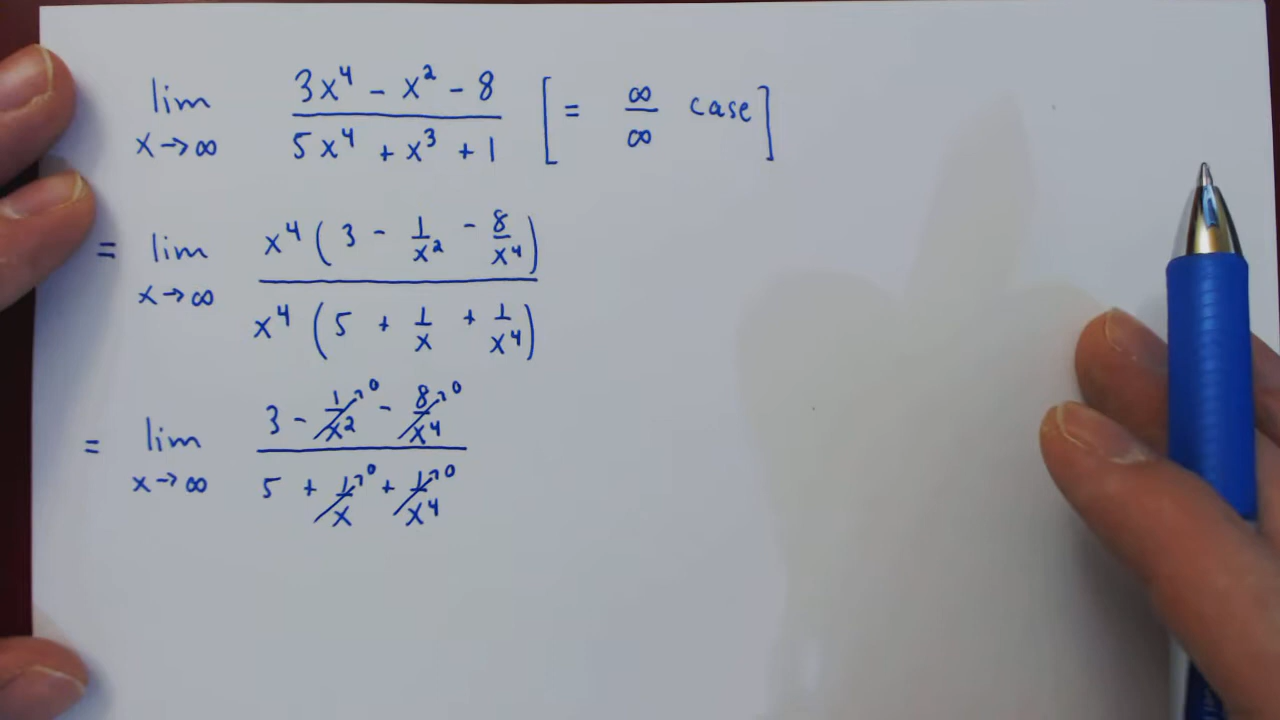 lim x→∞ (3x⁴ - x² - 8)/(5x⁴ + x³ + 1) [= ∞/∞ case]
= lim x→∞ x⁴(3 - 1/x² - 8/x⁴)/x⁴(5 + 1/x + 1/x⁴)
= lim x→∞ (3 - 1/x²→0 - 8/x⁴→0)/(5 + 1/x→0 + 1/x⁴→0)